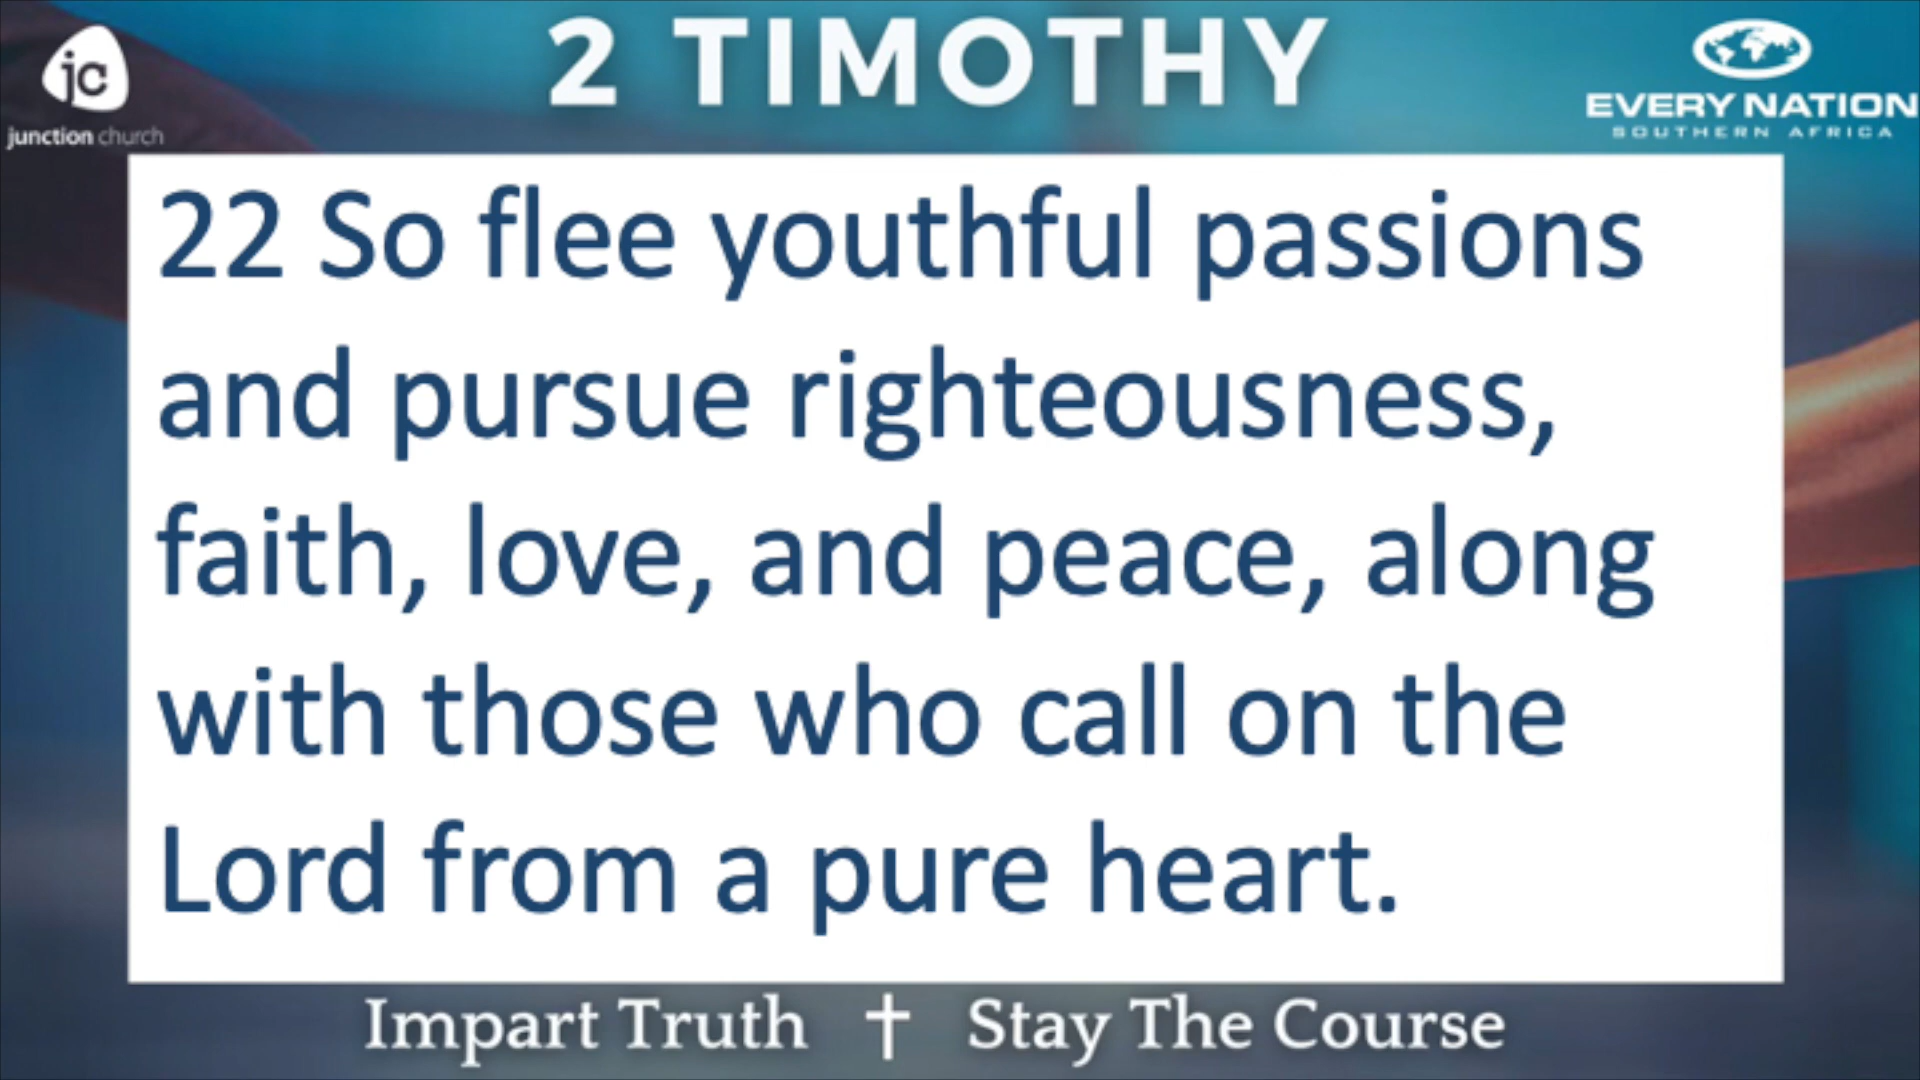 2 TIMOTHY
jc
junction church
EVERY NATION
SOUTHERN AFRICA
22 So flee youthful passions
and pursue righteousness,
faith, love, and peace, along
with those who call on the
Lord from a pure heart.
Impart Truth † Stay The Course